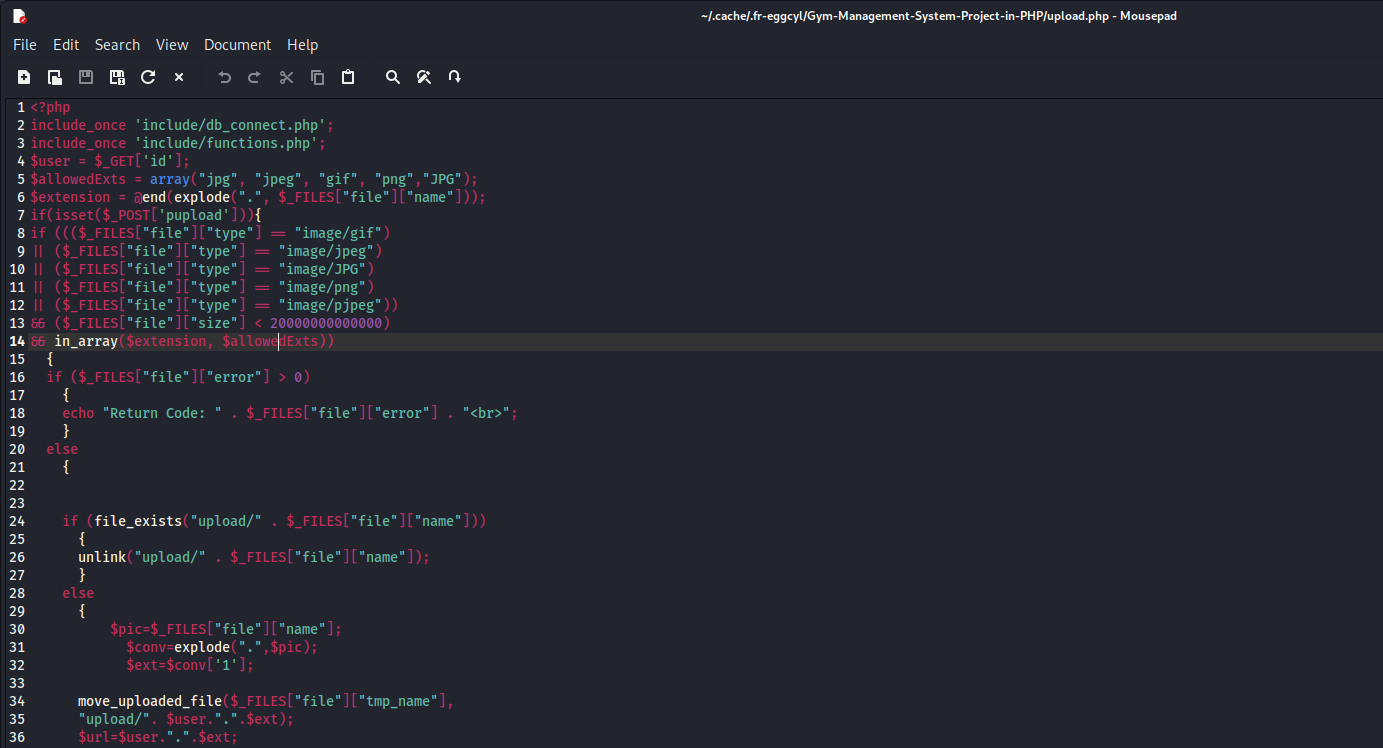 ~/.cache/.fr-eggcyl/Gym-Management-System-Project-in-PHP/upload.php - Mousepad
File Edit Search View Document Help
1 <?php
2 include_once 'include/db_connect.php';
3 include_once 'include/functions.php';
4 $user = $_GET['id'];
5 $allowedExts = array("jpg", "jpeg", "gif", "png","JPG");
6 $extension = @end(explode(".", $_FILES["file"]["name"]));
7 if(isset($_POST['pupload'])){
8 if ((($_FILES["file"]["type"] == "image/gif")
9 || ($_FILES["file"]["type"] == "image/jpeg")
10 || ($_FILES["file"]["type"] == "image/JPG")
11 || ($_FILES["file"]["type"] == "image/png")
12 || ($_FILES["file"]["type"] == "image/pjpeg"))
13 && ($_FILES["file"]["size"] < 20000000000000)
14 && in_array($extension, $allowedExts))
15   {
16   if ($_FILES["file"]["error"] > 0)
17     {
18     echo "Return Code: " . $_FILES["file"]["error"] . "<br>";
19     }
20   else
21     {
22
23
24     if (file_exists("upload/" . $_FILES["file"]["name"]))
25       {
26       unlink("upload/" . $_FILES["file"]["name"]);
27       }
28     else
29       {
30           $pic=$_FILES["file"]["name"];
31             $conv=explode(".",$pic);
32             $ext=$conv['1'];
33
34       move_uploaded_file($_FILES["file"]["tmp_name"],
35       "upload/". $user.".".$ext);
36       $url=$user.".".$ext;